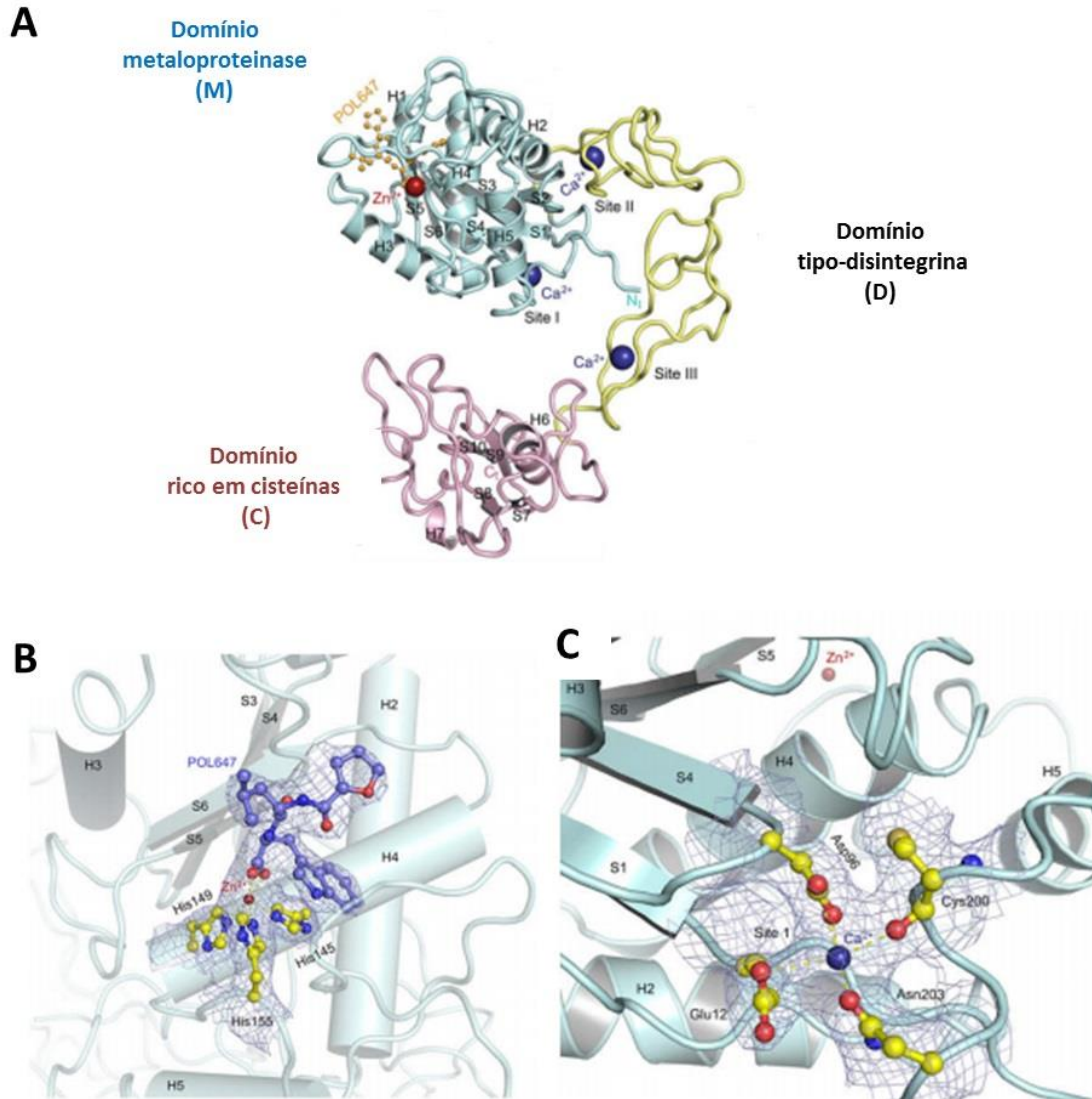 A
Domínio
metaloproteinase
(M)
POL647
H1
H2
Ca²⁺
Site II
H4
S3
Zn²⁺
S5
S2
S6
S4
H5
S1
H3
Ca²⁺
Site I
N
Domínio
tipo-disintegrina
(D)
Ca²⁺
Site III
H6
S10
S9
C
S8
S7
H7
Domínio
rico em cisteínas
(C)
B
S3
S4
H2
H3
POL647
S6
S5
H4
Zn²⁺
His149
His145
His155
H5
C
S5
Zn²⁺
H3
S6
S4
H4
H5
S1
Asp96
Cys200
Site 1
Ca²⁺
H2
Glu12
Asn203